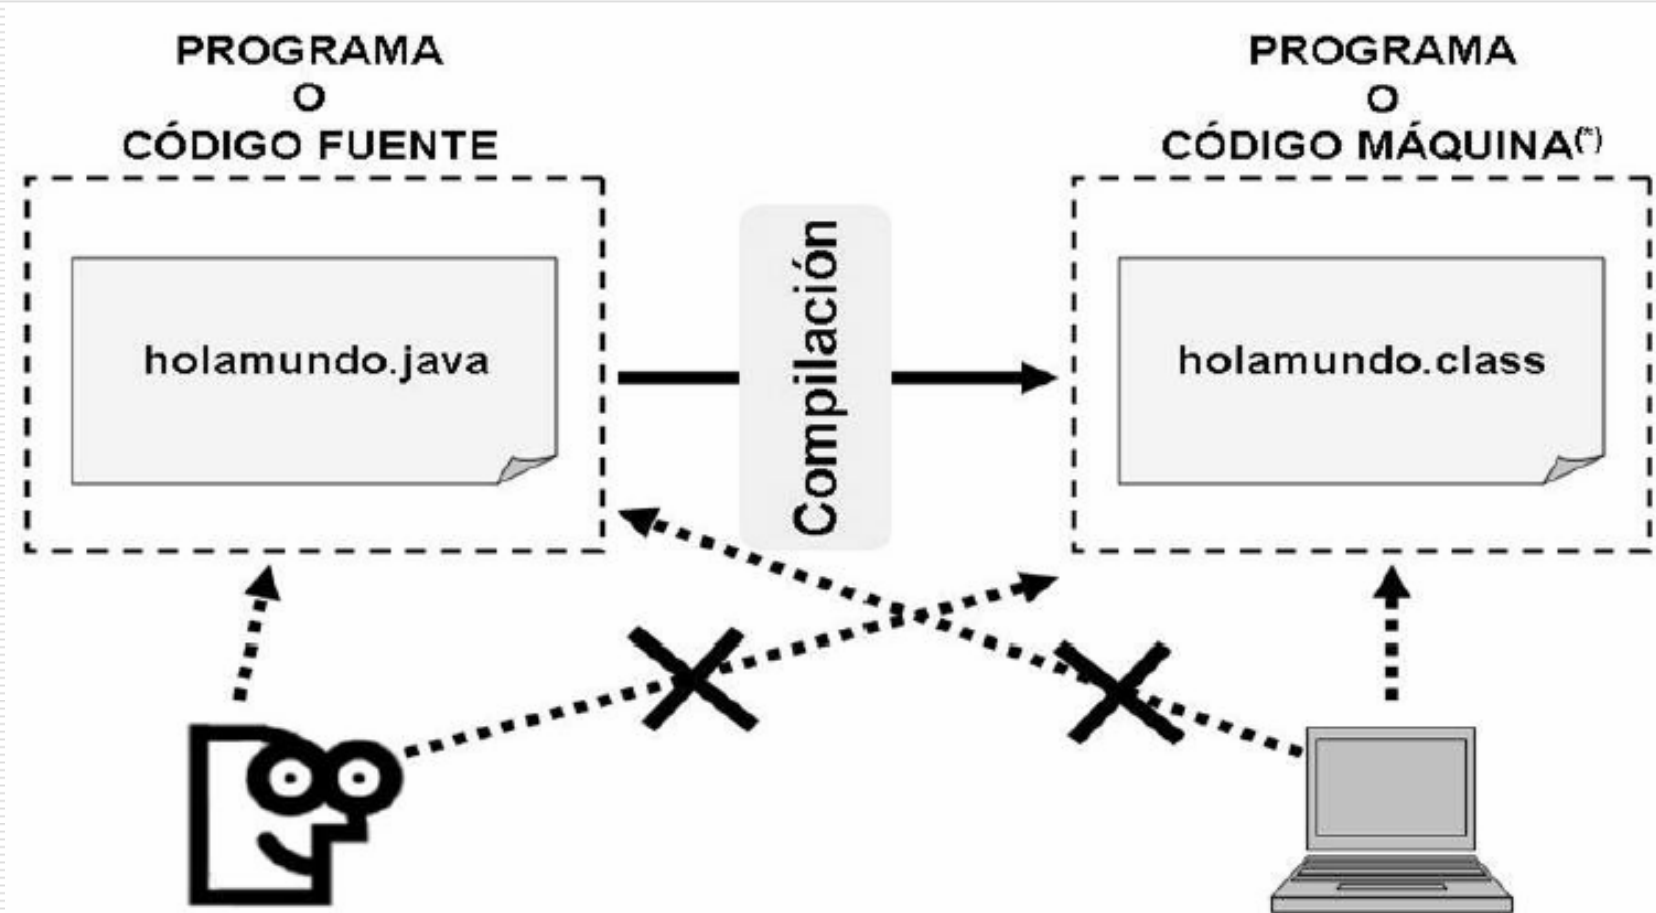 PROGRAMA
O
CÓDIGO FUENTE
holamundo.java
Compilación
PROGRAMA
O
CÓDIGO MÁQUINA(*)
holamundo.class